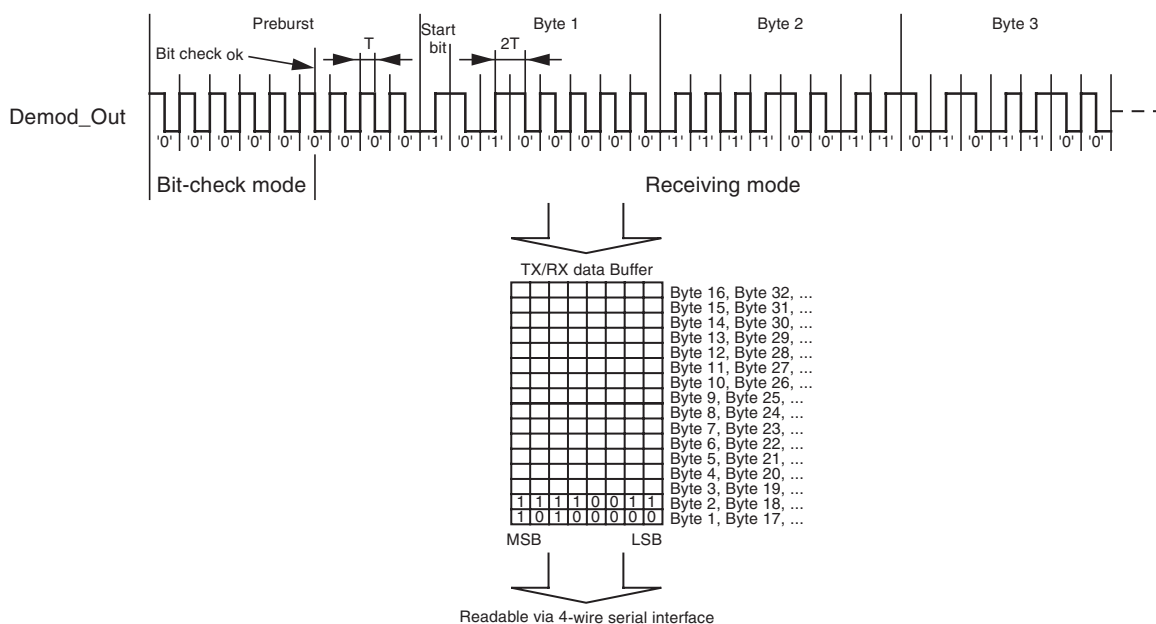 Preburst
Start
bit
Byte 1
Byte 2
Byte 3
Bit check ok
T
2T
Demod_Out
'0' '0' '0' '0' '0' '0' '0' '0' '0' '1' '0' '1' '0' '0' '0' '0' '0' '1' '1' '1' '1' '0' '0' '1' '1' '0' '1' '0' '1' '1' '0' '0'
Bit-check mode
Receiving mode
TX/RX data Buffer
Byte 16, Byte 32, ...
Byte 15, Byte 31, ...
Byte 14, Byte 30, ...
Byte 13, Byte 29, ...
Byte 12, Byte 28, ...
Byte 11, Byte 27, ...
Byte 10, Byte 26, ...
Byte 9, Byte 25, ...
Byte 8, Byte 24, ...
Byte 7, Byte 23, ...
Byte 6, Byte 22, ...
Byte 5, Byte 21, ...
Byte 4, Byte 20, ...
Byte 3, Byte 19, ...
1 1 1 1 0 0 1 1 Byte 2, Byte 18, ...
1 0 1 0 0 0 0 0 Byte 1, Byte 17, ...
MSB
LSB
Readable via 4-wire serial interface